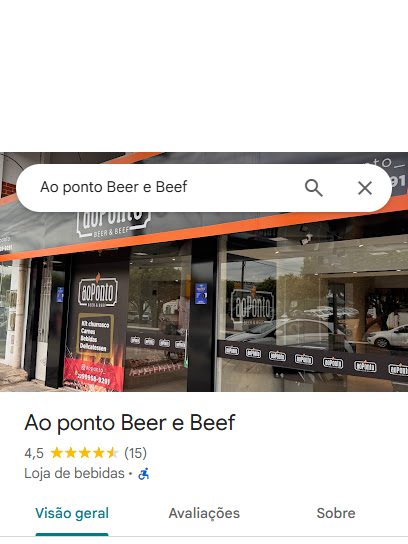 Ao ponto Beer e Beef
aoPonto
BEER & BEEF
aoPonto
Kit churrasco
Carnes
Bebidas
Delicatessen
aoPonto
Ao ponto Beer e Beef
4,5 (15)
Loja de bebidas ·
Visão geral
Avaliações
Sobre